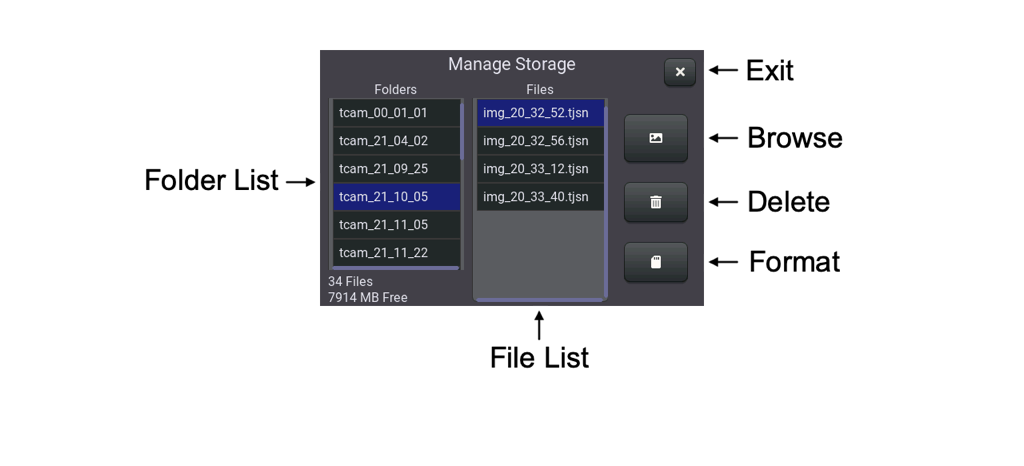 Manage Storage
Exit
Folders
Files
tcam_00_01_01
tcam_21_04_02
tcam_21_09_25
tcam_21_10_05
tcam_21_11_05
tcam_21_11_22
34 Files
7914 MB Free
img_20_32_52.tjsn
img_20_32_56.tjsn
img_20_33_12.tjsn
img_20_33_40.tjsn
Browse
Delete
Format
Folder List
File List